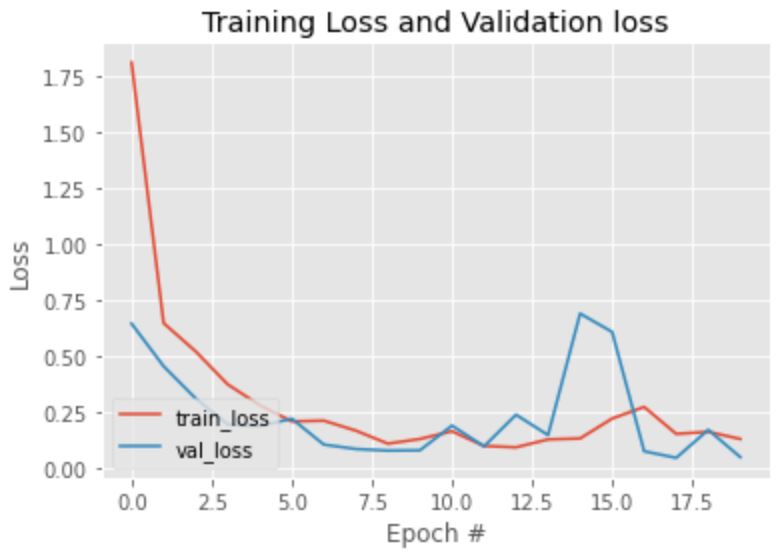 Training Loss and Validation loss
1.75
1.50
1.25
1.00
0.75
0.50
0.25
0.00
Loss
train_loss
val_loss
0.0 2.5 5.0 7.5 10.0 12.5 15.0 17.5
Epoch #